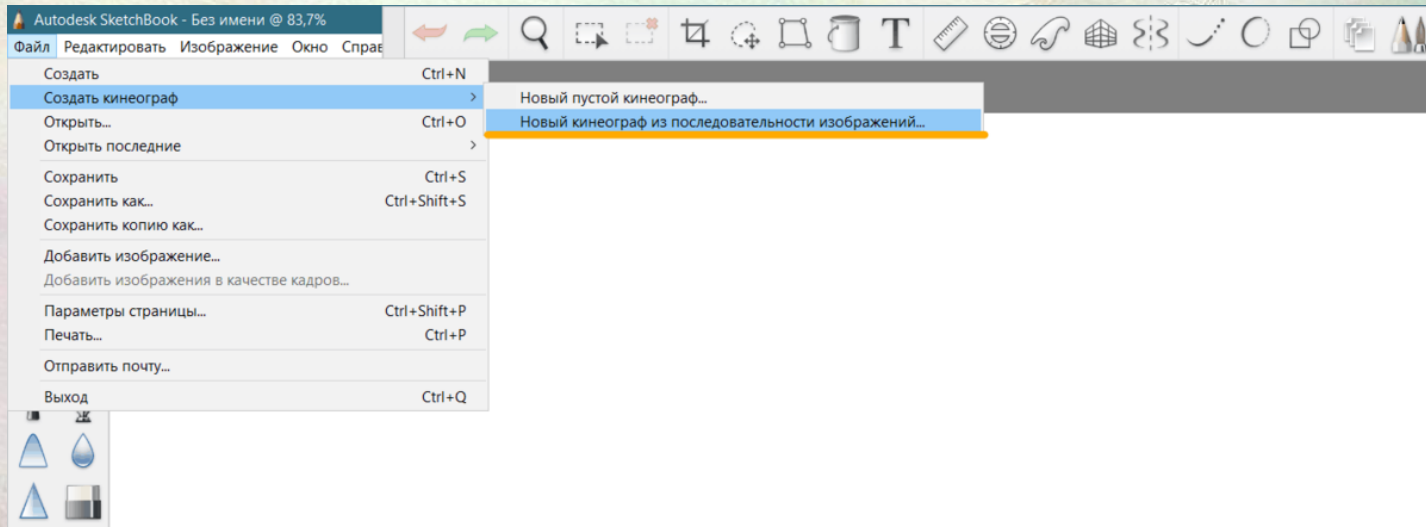 Autodesk SketchBook - Без имени @ 83,7%
Файл Редактировать Изображение Окно Справ
T
Создать Ctrl+N
Создать кинеограф >
Новый пустой кинеограф...
Новый кинеограф из последовательности изображений...
Открыть... Ctrl+O
Открыть последние >
Сохранить Ctrl+S
Сохранить как... Ctrl+Shift+S
Сохранить копию как...
Добавить изображение...
Добавить изображения в качестве кадров...
Параметры страницы... Ctrl+Shift+P
Печать... Ctrl+P
Отправить почту...
Выход Ctrl+Q